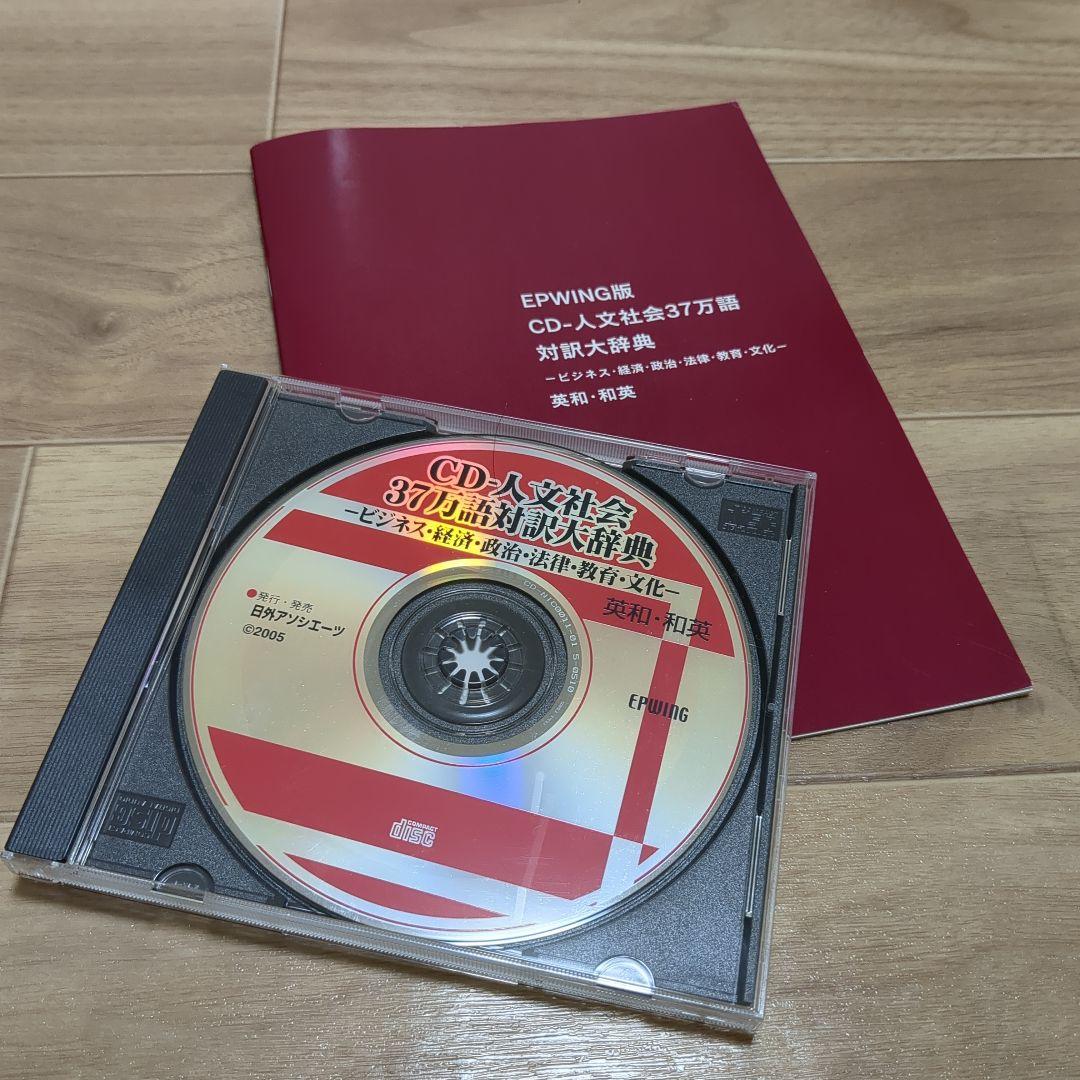 EPWING版
CD-人文社会37万語
対訳大辞典
－ビジネス・経済・政治・法律・教育・文化－
英和・和英
CD-人文社会
37万語対訳大辞典
－ビジネス・経済・政治・法律・教育・文化－
英和・和英
●発行・発売
日外アソシエーツ
©2005
EPWING
COMPACT
disc